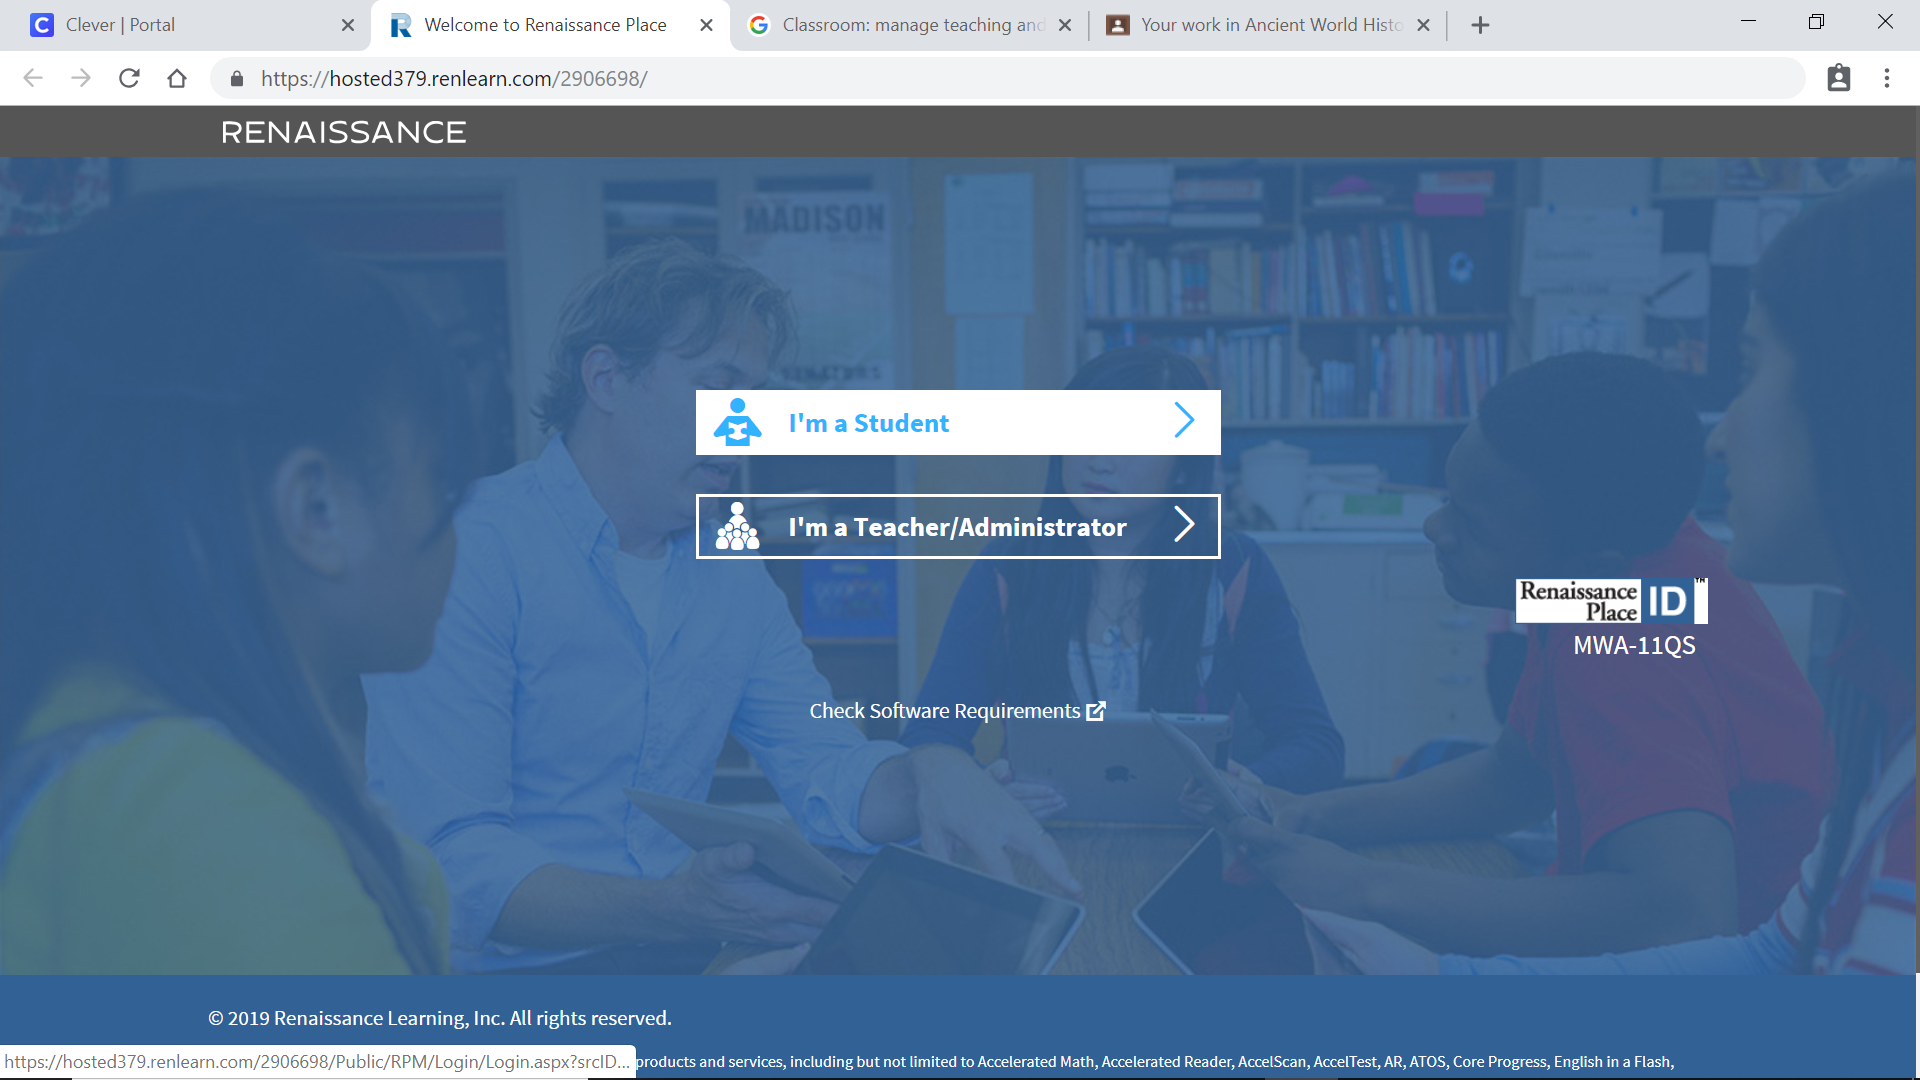 Clever | Portal
Welcome to Renaissance Place
Classroom: manage teaching and
Your work in Ancient World Histo
https://hosted379.renlearn.com/2906698/
RENAISSANCE
MADISON
I'm a Student
I'm a Teacher/Administrator
Renaissance
Place ID™
MWA-11QS
Check Software Requirements
© 2019 Renaissance Learning, Inc. All rights reserved.
https://hosted379.renlearn.com/2906698/Public/RPM/Login/Login.aspx?srcID...
products and services, including but not limited to Accelerated Math, Accelerated Reader, AccelScan, AccelTest, AR, ATOS, Core Progress, English in a Flash,